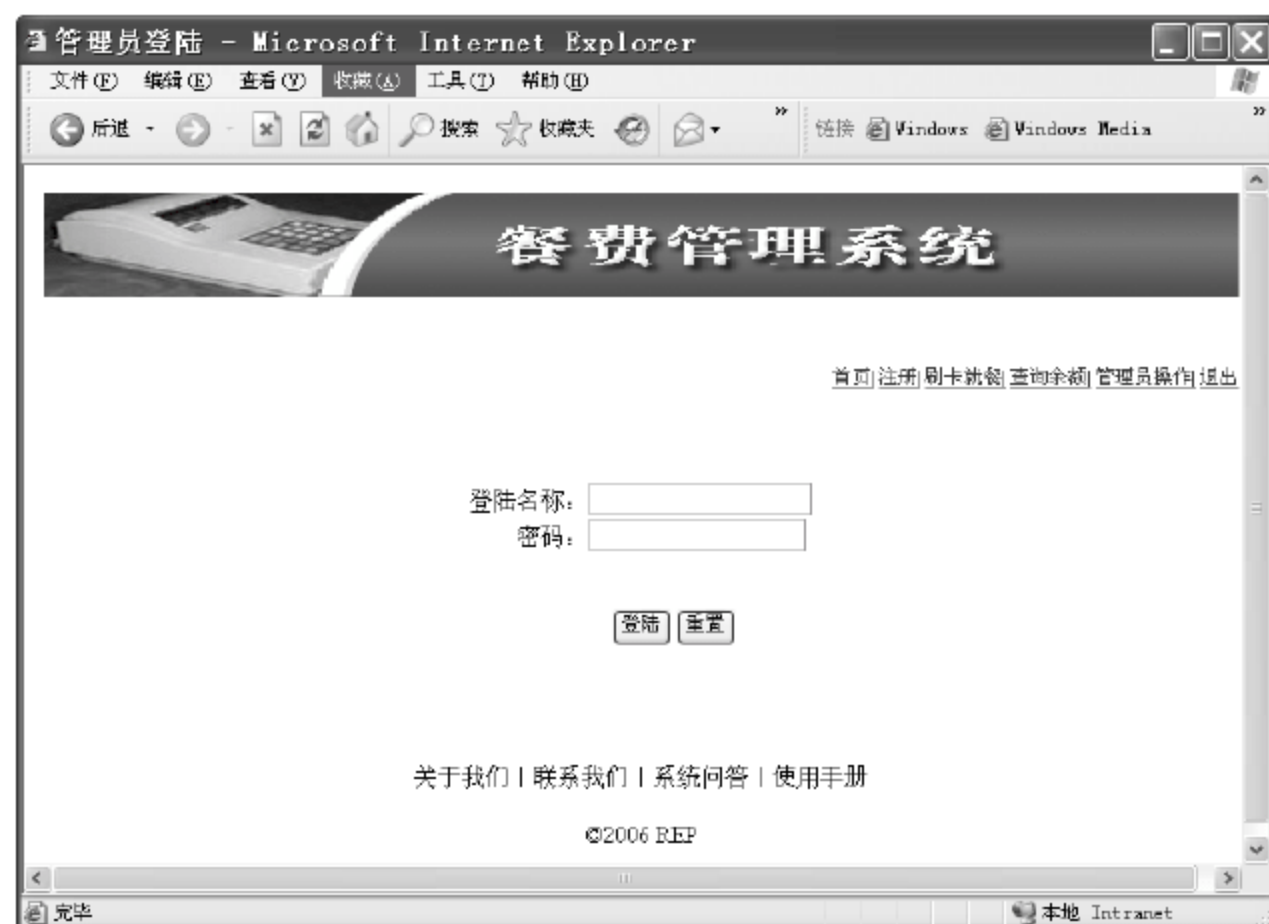 管理员登陆 - Microsoft Internet Explorer
文件(F) 编辑(E) 查看(V) 收藏(A) 工具(T) 帮助(H)
后退 搜索 收藏夹 » 链接 Windows Windows Media »
餐费管理系统
首页| 注册| 刷卡就餐| 查询余额| 管理员操作| 退出
登陆名称:
密码:
登陆 重置
关于我们 | 联系我们 | 系统问答 | 使用手册
©2006 REP
完毕 本地 Intranet